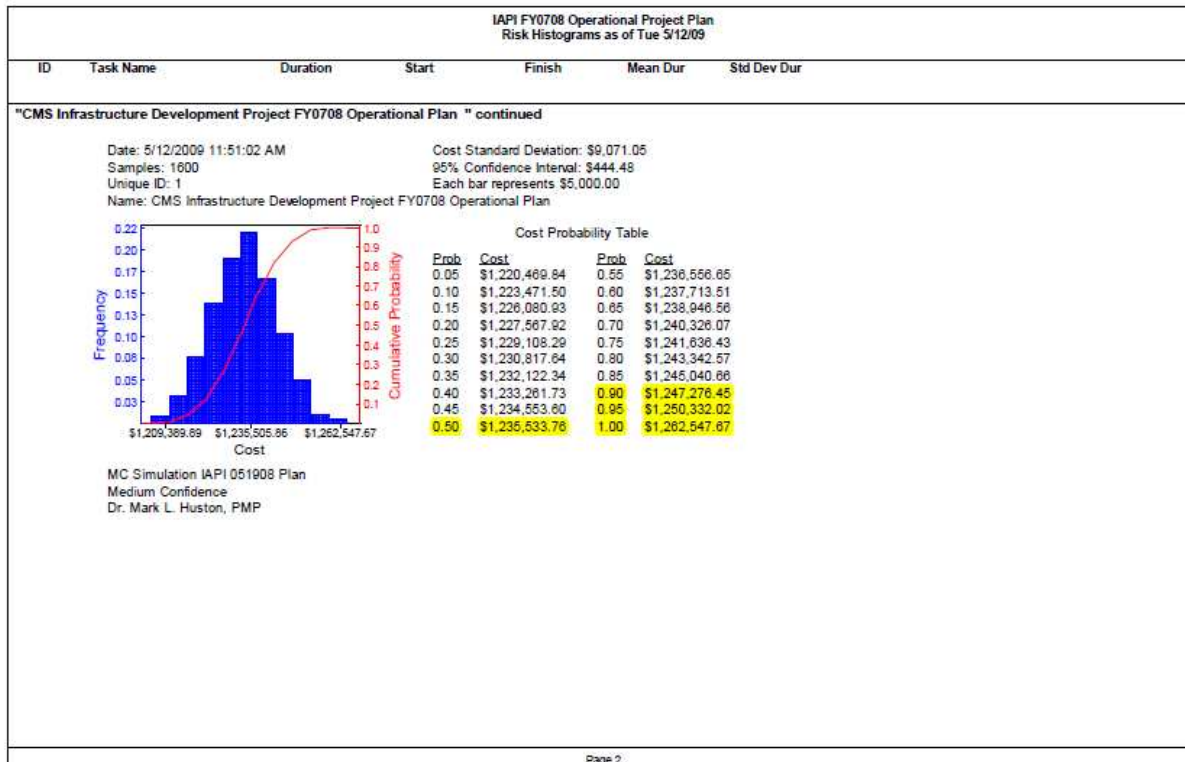 IAPI FY0708 Operational Project Plan
Risk Histograms as of Tue 5/12/09
ID Task Name Duration Start Finish Mean Dur Std Dev Dur
"CMS Infrastructure Development Project FY0708 Operational Plan " continued
Date: 5/12/2009 11:51:02 AM
Samples: 1600
Unique ID: 1
Name: CMS Infrastructure Development Project FY0708 Operational Plan
Cost Standard Deviation: $9,071.05
95% Confidence Interval: $444.48
Each bar represents $5,000.00
Frequency
0.22
0.20
0.17
0.15
0.13
0.10
0.08
0.05
0.03
Cumulative Probability
1.0
0.9
0.8
0.7
0.6
0.5
0.4
0.3
0.2
0.1
$1,209,389.89 $1,235,505.86 $1,262,547.67
Cost
Cost Probability Table
Prob Cost Prob Cost
0.05 $1,220,469.84 0.55 $1,236,556.65
0.10 $1,223,471.50 0.60 $1,237,713.51
0.15 $1,226,080.93 0.65 $1,238,946.56
0.20 $1,227,567.92 0.70 $1,240,326.07
0.25 $1,229,108.29 0.75 $1,241,636.43
0.30 $1,230,817.64 0.80 $1,243,342.57
0.35 $1,232,122.34 0.85 $1,245,040.66
0.40 $1,233,261.73 0.90 $1,247,276.45
0.45 $1,234,553.60 0.95 $1,250,332.02
0.50 $1,235,533.76 1.00 $1,262,547.67
MC Simulation IAPI 051908 Plan
Medium Confidence
Dr. Mark L. Huston, PMP
Page 2